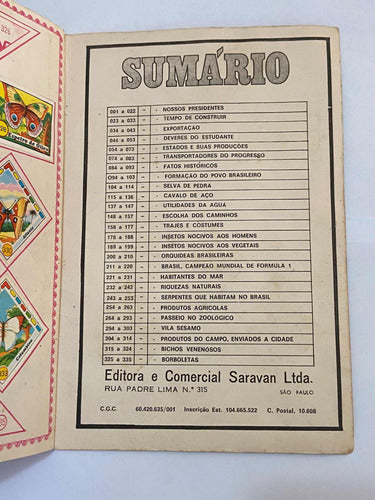 SUMÁRIO
001 a 022 - - NOSSOS PRESIDENTES
023 a 033 - - TEMPO DE CONSTRUIR
034 a 043 - - EXPORTAÇÃO
044 a 053 - - DEVERES DO ESTUDANTE
054 a 073 - - ESTADOS E SUAS PRODUÇÕES
074 a 083 - - TRANSPORTADORES DO PROGRESSO
084 a 093 - - FATOS HISTÓRICOS
094 a 103 - - FORMAÇÃO DO POVO BRASILEIRO
104 a 114 - - SELVA DE PEDRA
115 a 136 - - CAVALO DE AÇO
137 a 147 - - UTILIDADES DA AGUA
148 a 157 - - ESCOLHA DOS CAMINHOS
158 a 177 - - TRAJES E COSTUMES
178 a 188 - - INSETOS NOCIVOS AOS HOMENS
189 a 199 - - INSETOS NOCIVOS AOS VEGETAIS
200 a 210 - - ORQUIDEAS BRASILEIRAS
211 a 220 - - BRASIL, CAMPEÃO MUNDIAL DE FORMULA 1
221 a 231 - - HABITANTES DO MAR
232 a 242 - - RIQUEZAS NATURAIS
243 a 253 - - SERPENTES QUE HABITAM NO BRASIL
254 a 263 - - PRODUTOS AGRICOLAS
264 a 293 - - PASSEIO NO ZOOLOGICO
294 a 303 - - VILA SESAMO
304 a 314 - - PRODUTOS DO CAMPO, ENVIADOS A CIDADE
315 a 324 - - BICHOS VENENOSOS
325 a 335 - - BORBOLETAS
Editora e Comercial Saravan Ltda.
RUA PADRE LIMA N.º 315
SÃO PAULO
C.G.C. 60.420.635/001 Inscrição Est. 104.665.522 C. Postal, 10.608
326